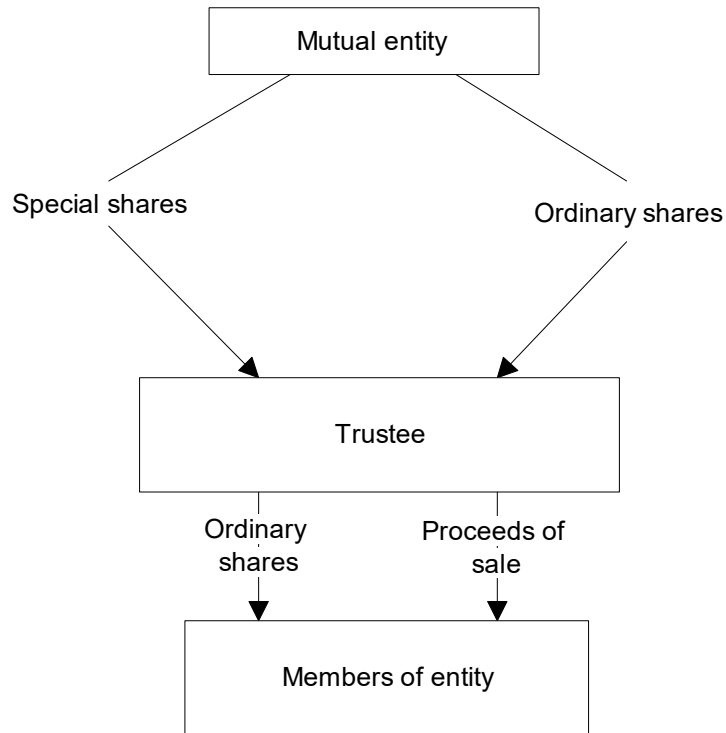 Mutual entity
Special shares
Ordinary shares
Trustee
Ordinary
shares
Proceeds of
sale
Members of entity